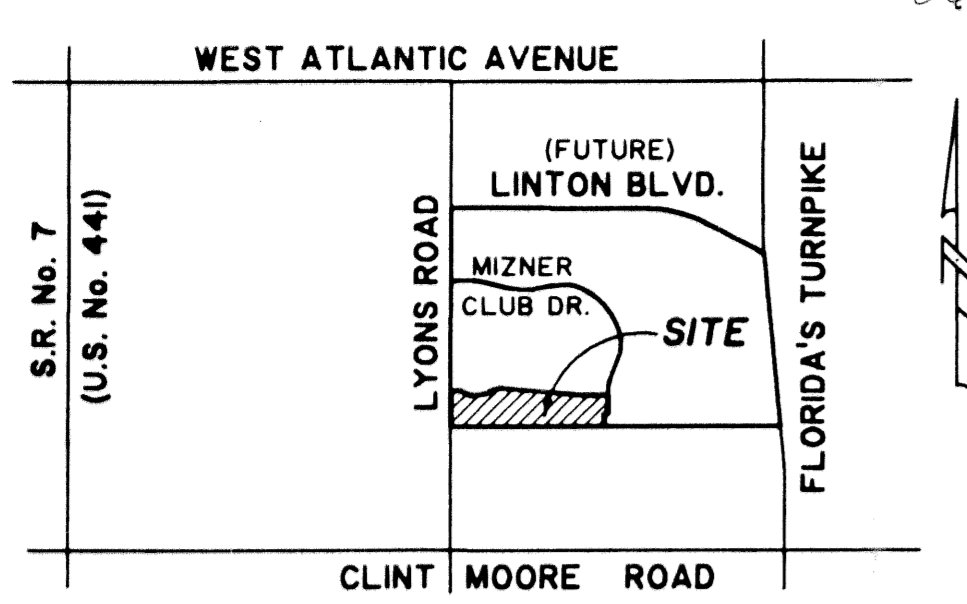 WEST ATLANTIC AVENUE
(FUTURE)
LINTON BLVD.
S.R. No. 7
(U.S. No. 441)
LYONS ROAD
MIZNER
CLUB DR.
SITE
FLORIDA'S TURNPIKE
CLINT MOORE ROAD